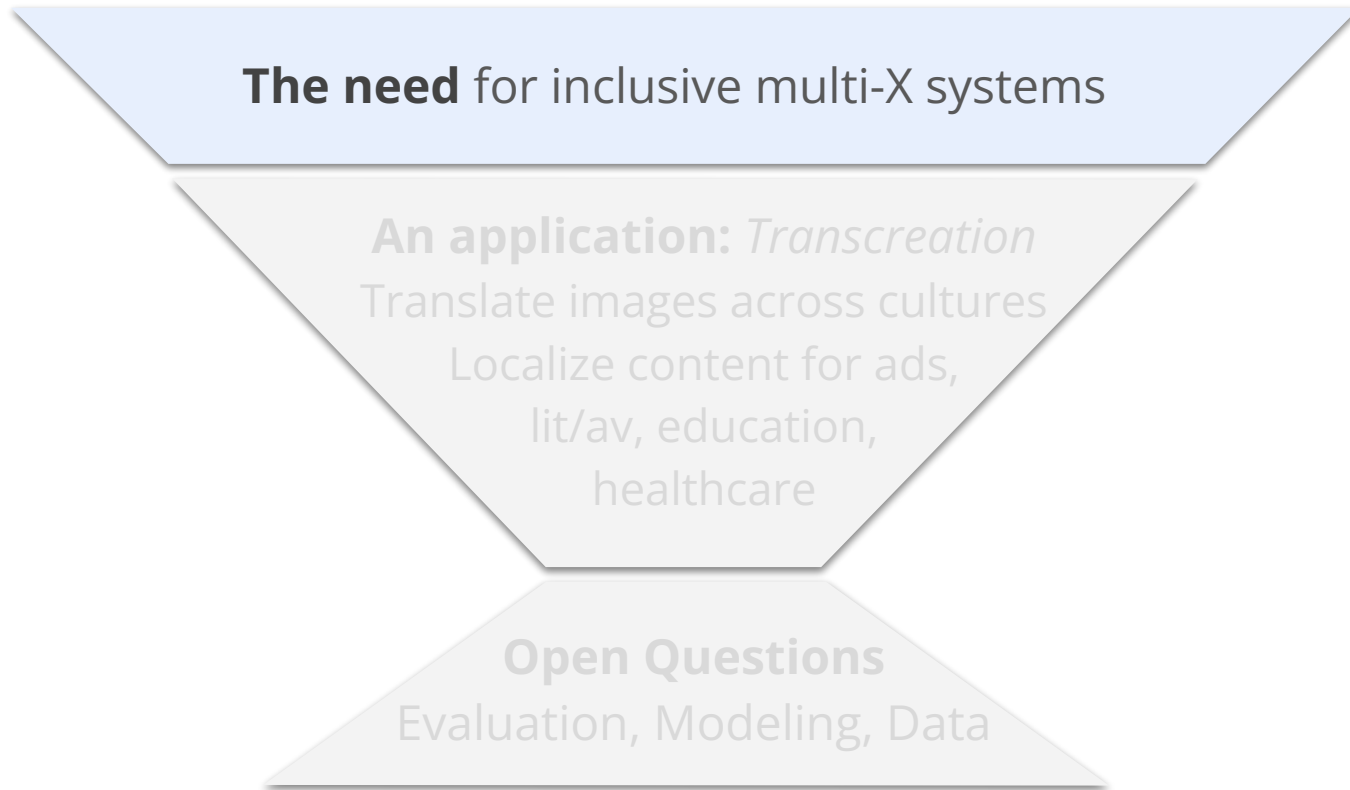 The need for inclusive multi-X systems
An application: Transcreation
Translate images across cultures
Localize content for ads,
lit/av, education,
healthcare
Open Questions
Evaluation, Modeling, Data